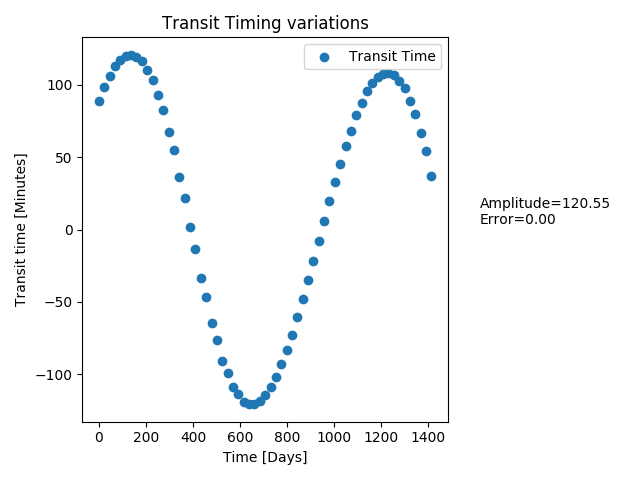 Transit Timing variations
Transit Time
Transit time [Minutes]
100
50
0
−50
−100
0 200 400 600 800 1000 1200 1400
Time [Days]
Amplitude=120.55
Error=0.00